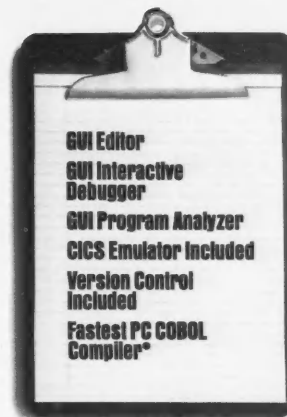 GUI Editor
GUI Interactive
Debugger
GUI Program Analyzer
CICS Emulator Included
Version Control
Included
Fastest PC COBOL
Compiler*